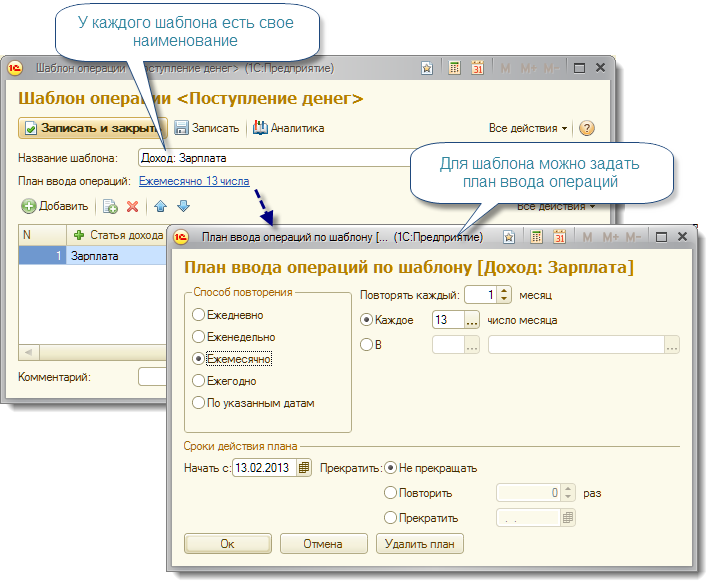 У каждого шаблона есть свое
наименование
Шаблон операции <Поступление денег> (1С:Предприятие)
M M+ M-
31
Шаблон операции <Поступление денег>
Записать и закрыть Записать Аналитика Все действия ?
Название шаблона: Доход: Зарплата
План ввода операций: Ежемесячно 13 числа
Для шаблона можно задать
план ввода операций
Добавить Все действия
N Статья дохода
1 Зарплата
Комментарий:
План ввода операций по шаблону [... (1С:Предприятие)
31 M M+ M-
План ввода операций по шаблону [Доход: Зарплата]
Способ повторения
Ежедневно
Еженедельно
Ежемесячно
Ежегодно
По указанным датам
Повторять каждый: 1 месяц
Каждое 13 ... число месяца
В ... ...
Сроки действия плана
Начать с: 13.02.2013 Прекратить: Не прекращать
Повторить 0 раз
Прекратить . .
Ок Отмена Удалить план